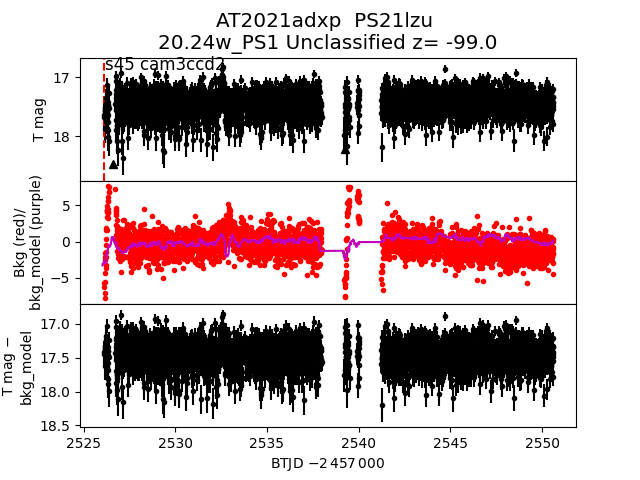 AT2021adxp  PS21lzu
20.24w_PS1 Unclassified z= -99.0
s45 cam3ccd2
T mag
17
18
Bkg (red)/
bkg_model (purple)
5
0
−5
T mag −
bkg_model
17.0
17.5
18.0
18.5
2525 2530 2535 2540 2545 2550
BTJD −2 457 000